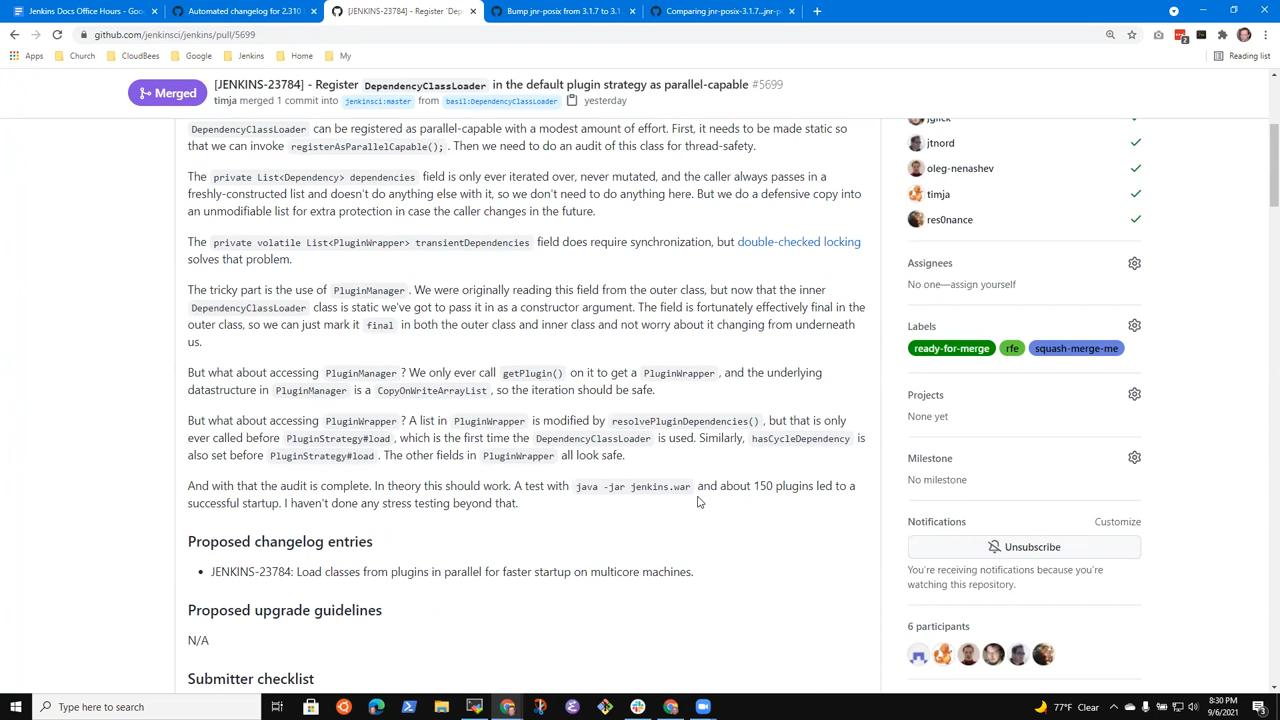 Jenkins Docs Office Hours - Goo
Automated changelog for 2.310
[JENKINS-23784] - Register `De
Bump jnr-posix from 3.1.7 to 3.1
Comparing jnr-posix-3.1.7...jnr-p
github.com/jenkinsci/jenkins/pull/5699
2
Apps
Church
CloudBees
Google
Jenkins
Home
My
Reading list
Merged
[JENKINS-23784] - Register DependencyClassLoader in the default plugin strategy as parallel-capable #5699
timja merged 1 commit into jenkinsci:master from basil:DependencyClassLoader yesterday
DependencyClassLoader can be registered as parallel-capable with a modest amount of effort. First, it needs to be made static so
that we can invoke registerAsParallelCapable(); . Then we need to do an audit of this class for thread-safety.
The private List<Dependency> dependencies field is only ever iterated over, never mutated, and the caller always passes in a
freshly-constructed list and doesn't do anything else with it, so we don't need to do anything here. But we do a defensive copy into
an unmodifiable list for extra protection in case the caller changes in the future.
The private volatile List<PluginWrapper> transientDependencies field does require synchronization, but double-checked locking
solves that problem.
The tricky part is the use of PluginManager . We were originally reading this field from the outer class, but now that the inner
DependencyClassLoader class is static we've got to pass it in as a constructor argument. The field is fortunately effectively final in the
outer class, so we can just mark it final in both the outer class and inner class and not worry about it changing from underneath
us.
But what about accessing PluginManager ? We only ever call getPlugin() on it to get a PluginWrapper , and the underlying
datastructure in PluginManager is a CopyOnWriteArrayList , so the iteration should be safe.
But what about accessing PluginWrapper ? A list in PluginWrapper is modified by resolvePluginDependencies() , but that is only
ever called before PluginStrategy#load , which is the first time the DependencyClassLoader is used. Similarly, hasCycleDependency is
also set before PluginStrategy#load . The other fields in PluginWrapper all look safe.
And with that the audit is complete. In theory this should work. A test with java -jar jenkins.war and about 150 plugins led to a
successful startup. I haven't done any stress testing beyond that.
Proposed changelog entries
• JENKINS-23784: Load classes from plugins in parallel for faster startup on multicore machines.
Proposed upgrade guidelines
N/A
Submitter checklist
jglick
jtnord
oleg-nenashev
timja
res0nance
Assignees
No one—assign yourself
Labels
ready-for-merge
rfe
squash-merge-me
Projects
None yet
Milestone
No milestone
Notifications
Customize
Unsubscribe
You're receiving notifications because you're
watching this repository.
6 participants
Type here to search
77°F Clear
8:30 PM
9/6/2021
3